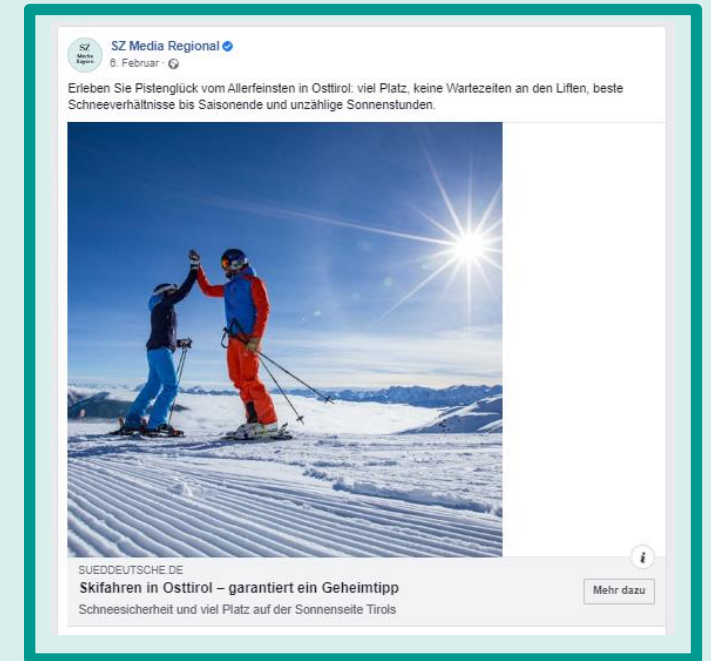 SZ
Media
SZ Media Regional
6. Februar ·
Erleben Sie Pistenglück vom Allerfeinsten in Osttirol: viel Platz, keine Wartezeiten an den Liften, beste
Schneeverhältnisse bis Saisonende und unzählige Sonnenstunden.
i
SUEDDEUTSCHE.DE
Skifahren in Osttirol – garantiert ein Geheimtipp
Mehr dazu
Schneesicherheit und viel Platz auf der Sonnenseite Tirols